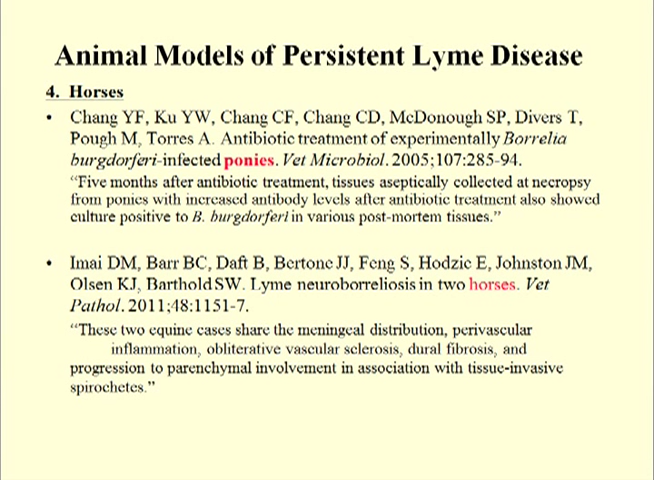 Animal Models of Persistent Lyme Disease
4. Horses
• Chang YF, Ku YW, Chang CF, Chang CD, McDonough SP, Divers T,
Pough M, Torres A. Antibiotic treatment of experimentally Borrelia
burgdorferi-infected ponies. Vet Microbiol. 2005;107:285-94.
“Five months after antibiotic treatment, tissues aseptically collected at necropsy
from ponies with increased antibody levels after antibiotic treatment also showed
culture positive to B. burgdorferi in various post-mortem tissues.”
• Imai DM, Barr BC, Daft B, Bertone JJ, Feng S, Hodzic E, Johnston JM,
Olsen KJ, Barthold SW. Lyme neuroborreliosis in two horses. Vet
Pathol. 2011;48:1151-7.
“These two equine cases share the meningeal distribution, perivascular
inflammation, obliterative vascular sclerosis, dural fibrosis, and
progression to parenchymal involvement in association with tissue-invasive
spirochetes.”